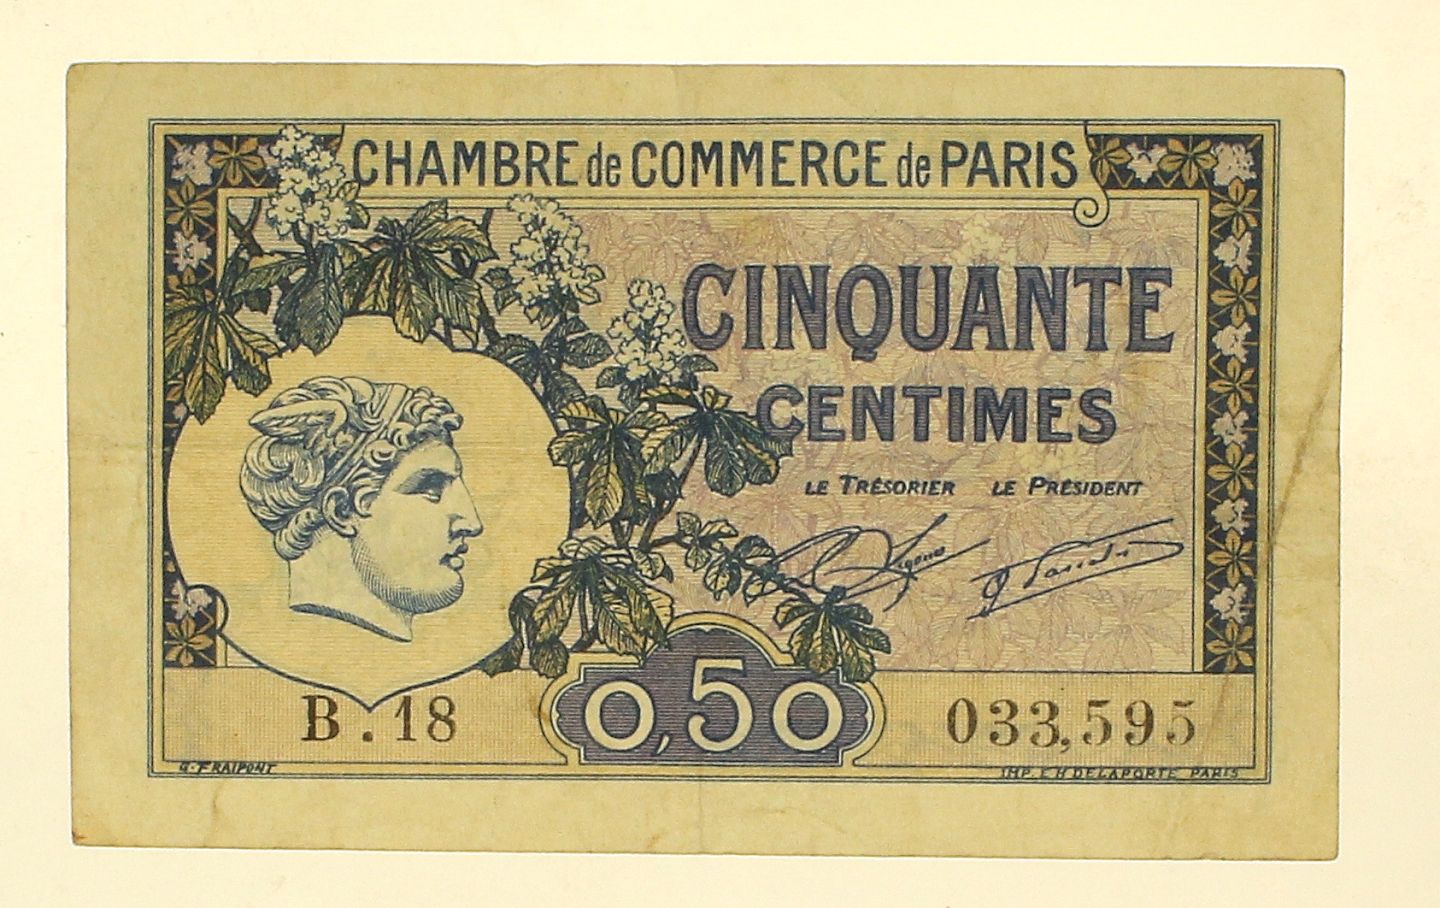 CHAMBRE de COMMERCE de PARIS
CINQUANTE
CENTIMES
LE TRÉSORIER LE PRÉSIDENT
B.18
0,50
033,595
G. FRAIPONT
IMP. E H DELAPORTE PARIS